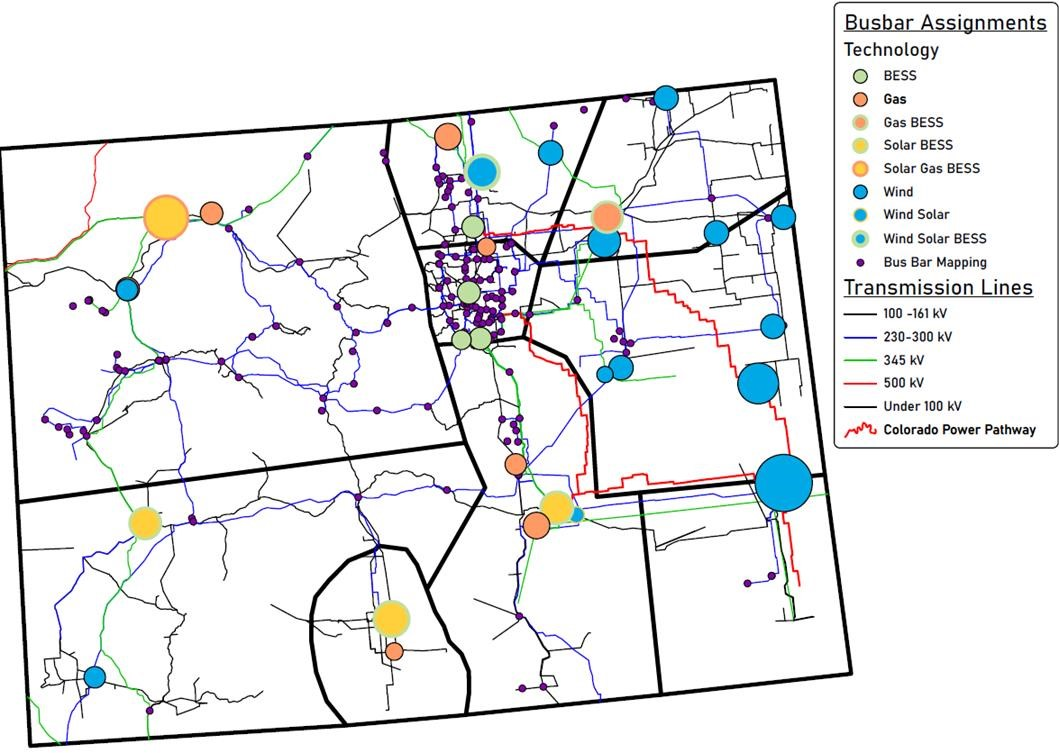 Busbar Assignments
Technology
BESS
Gas
Gas BESS
Solar BESS
Solar Gas BESS
Wind
Wind Solar
Wind Solar BESS
Bus Bar Mapping
Transmission Lines
100 -161 kV
230-300 kV
345 kV
500 kV
Under 100 kV
Colorado Power Pathway